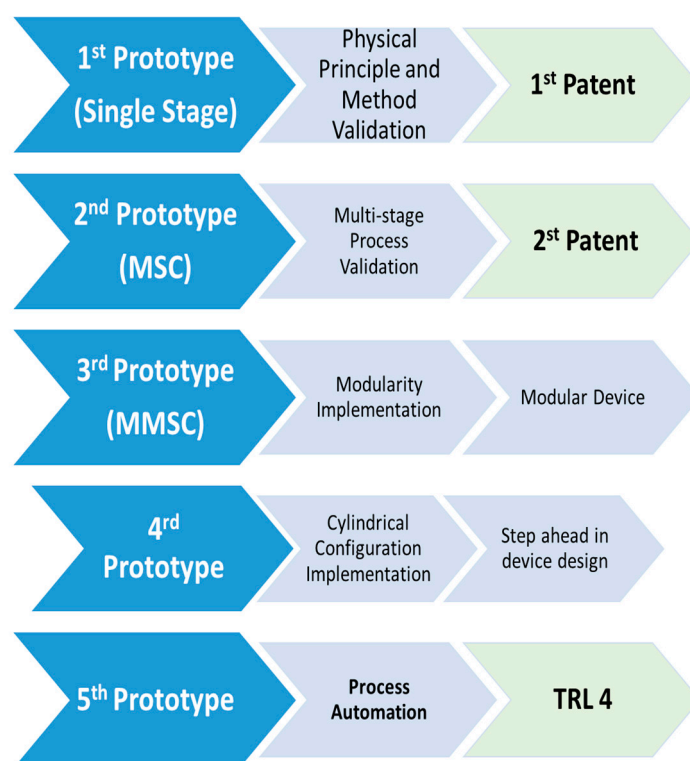 1st Prototype
(Single Stage)
Physical
Principle and
Method
Validation
1st Patent
2nd Prototype
(MSC)
Multi-stage
Process
Validation
2st Patent
3rd Prototype
(MMSC)
Modularity
Implementation
Modular Device
4rd
Prototype
Cylindrical
Configuration
Implementation
Step ahead in
device design
5th Prototype
Process
Automation
TRL 4